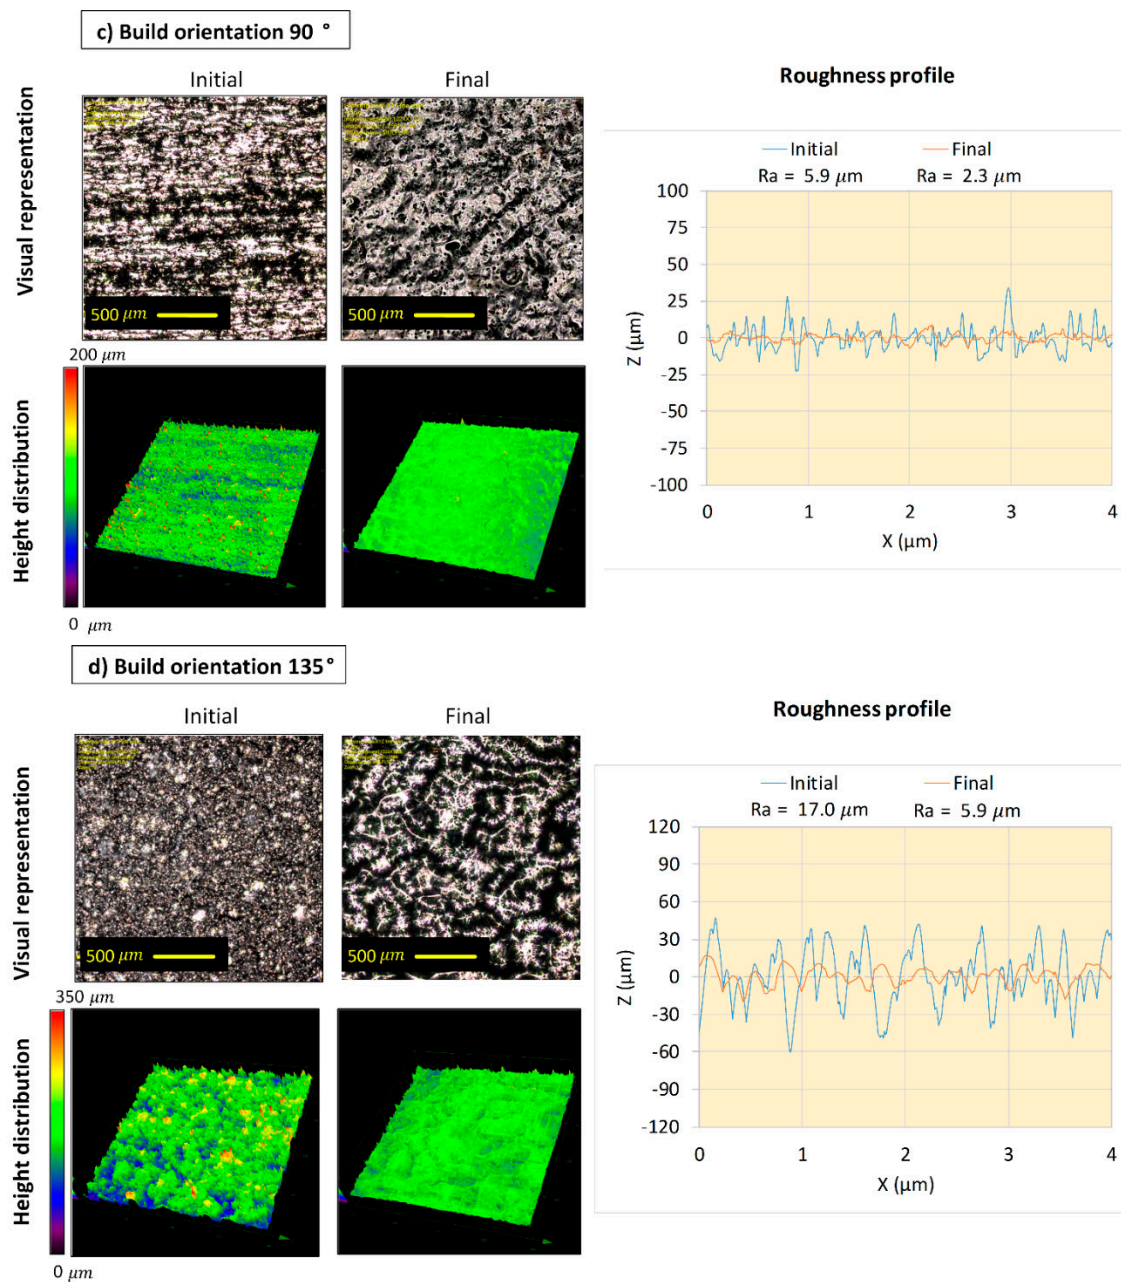 c) Build orientation 90 °
Initial
Final
Visual representation
500 μm
500 μm
Roughness profile
Initial
Final
Ra = 5.9 μm
Ra = 2.3 μm
100
75
50
25
0
-25
-50
-75
-100
Z (μm)
0
1
2
3
4
X (μm)
200 μm
Height distribution
0 μm
d) Build orientation 135°
Initial
Final
Visual representation
500 μm
500 μm
Roughness profile
Initial
Final
Ra = 17.0 μm
Ra = 5.9 μm
120
90
60
30
0
-30
-60
-90
-120
Z (μm)
0
1
2
3
4
X (μm)
350 μm
Height distribution
0 μm